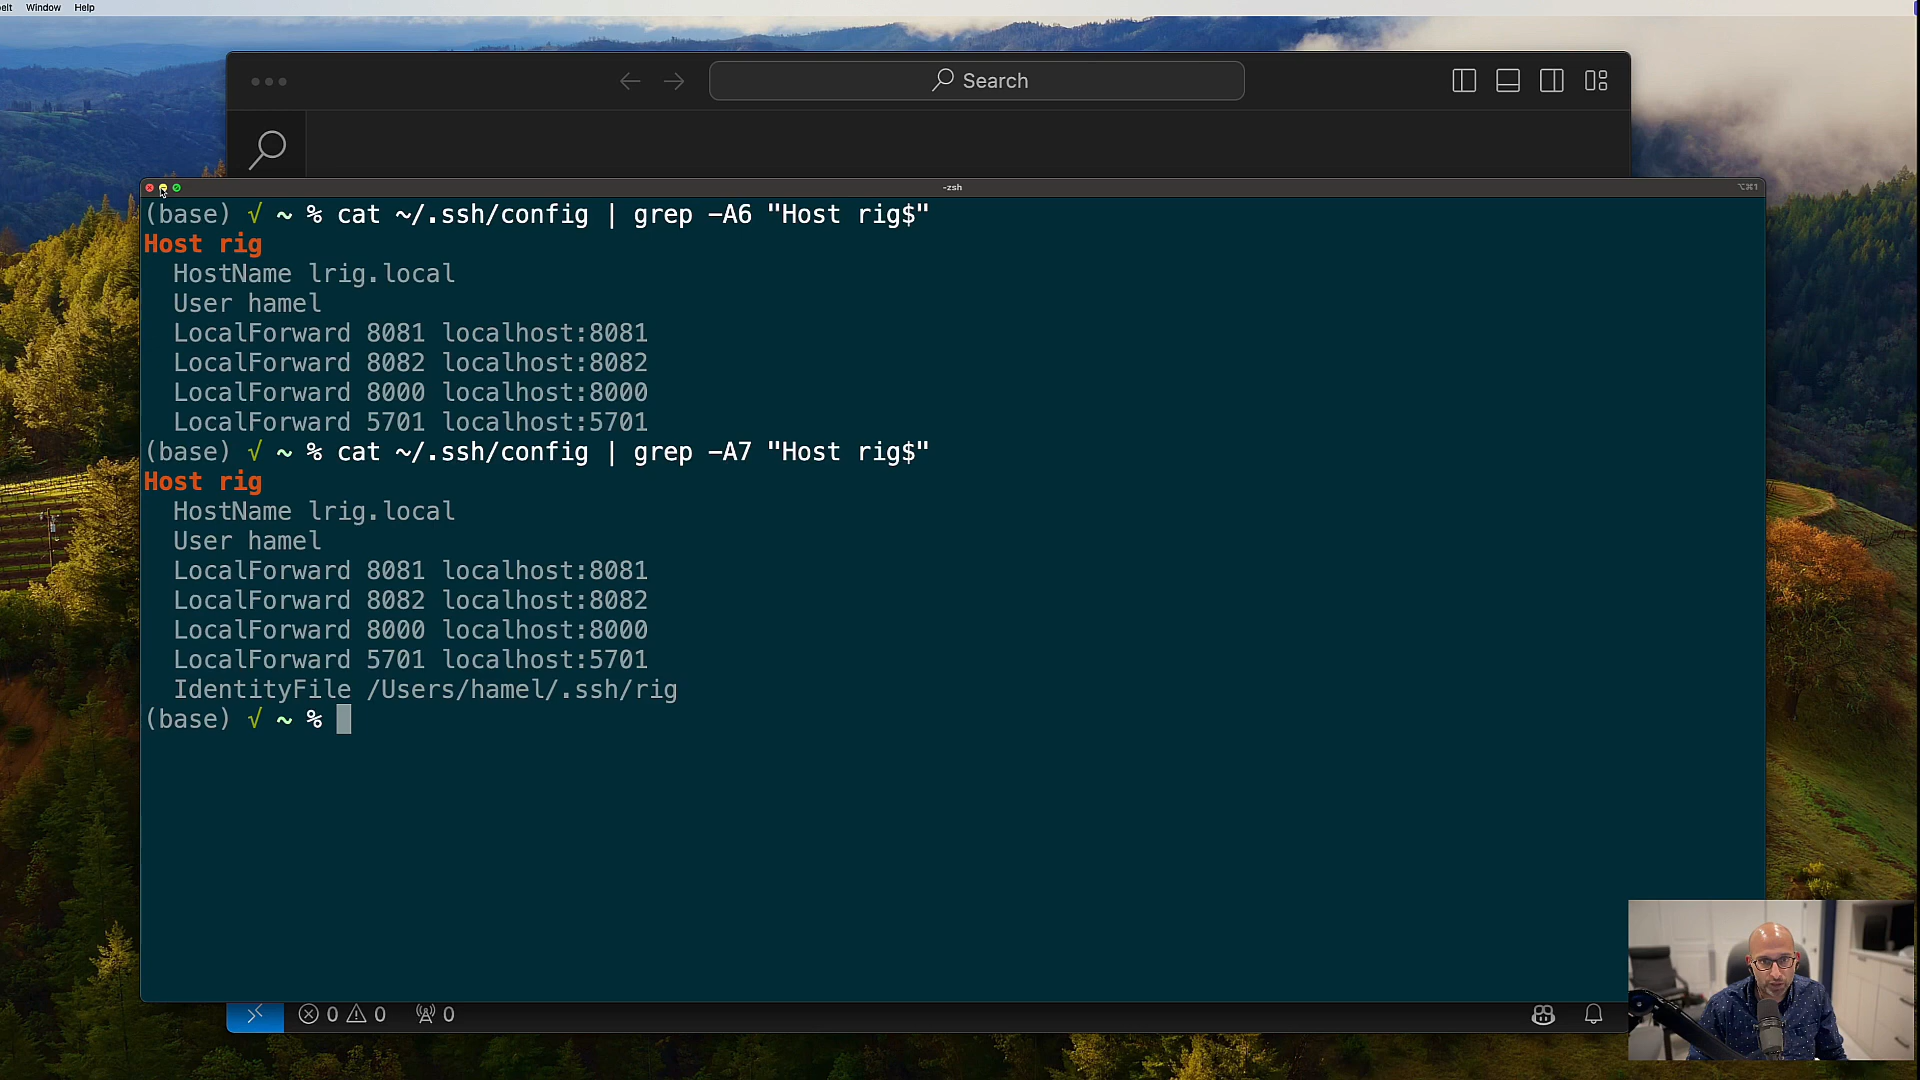 elt Window Help
Search
-zsh
⌥⌘1
(base) √ ~ % cat ~/.ssh/config | grep -A6 "Host rig$"
Host rig
  HostName lrig.local
  User hamel
  LocalForward 8081 localhost:8081
  LocalForward 8082 localhost:8082
  LocalForward 8000 localhost:8000
  LocalForward 5701 localhost:5701
(base) √ ~ % cat ~/.ssh/config | grep -A7 "Host rig$"
Host rig
  HostName lrig.local
  User hamel
  LocalForward 8081 localhost:8081
  LocalForward 8082 localhost:8082
  LocalForward 8000 localhost:8000
  LocalForward 5701 localhost:5701
  IdentityFile /Users/hamel/.ssh/rig
(base) √ ~ %
0 0 0